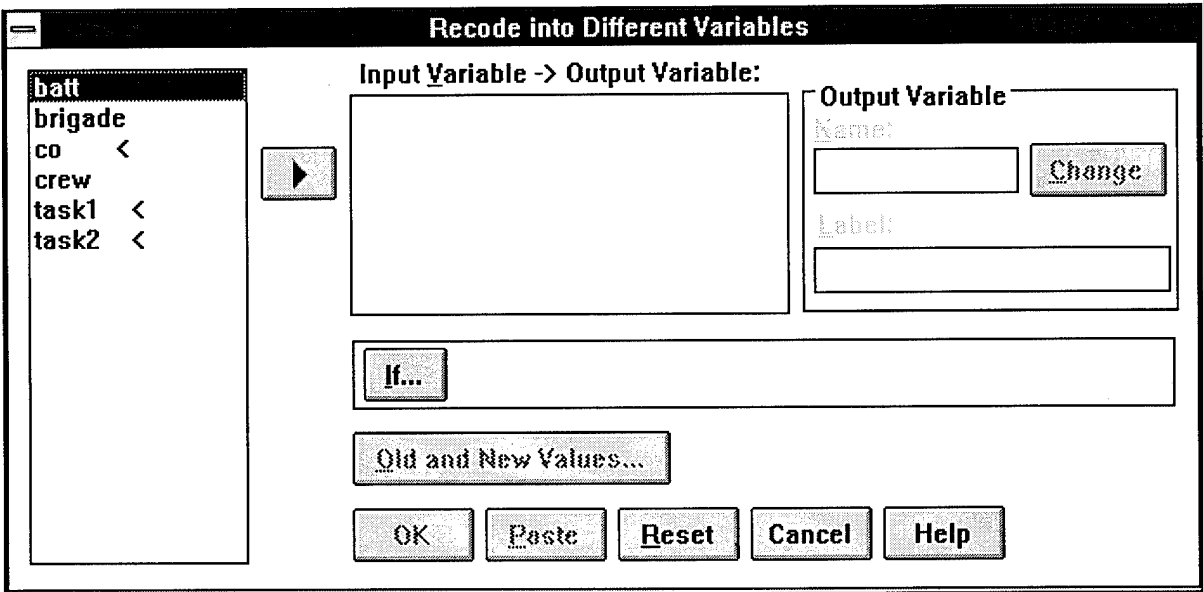 Recode into Different Variables
batt
brigade
co <
crew
task1 <
task2 <
Input Variable -> Output Variable:
Output Variable
Name:
Change
Label:
If...
Old and New Values...
OK
Paste
Reset
Cancel
Help